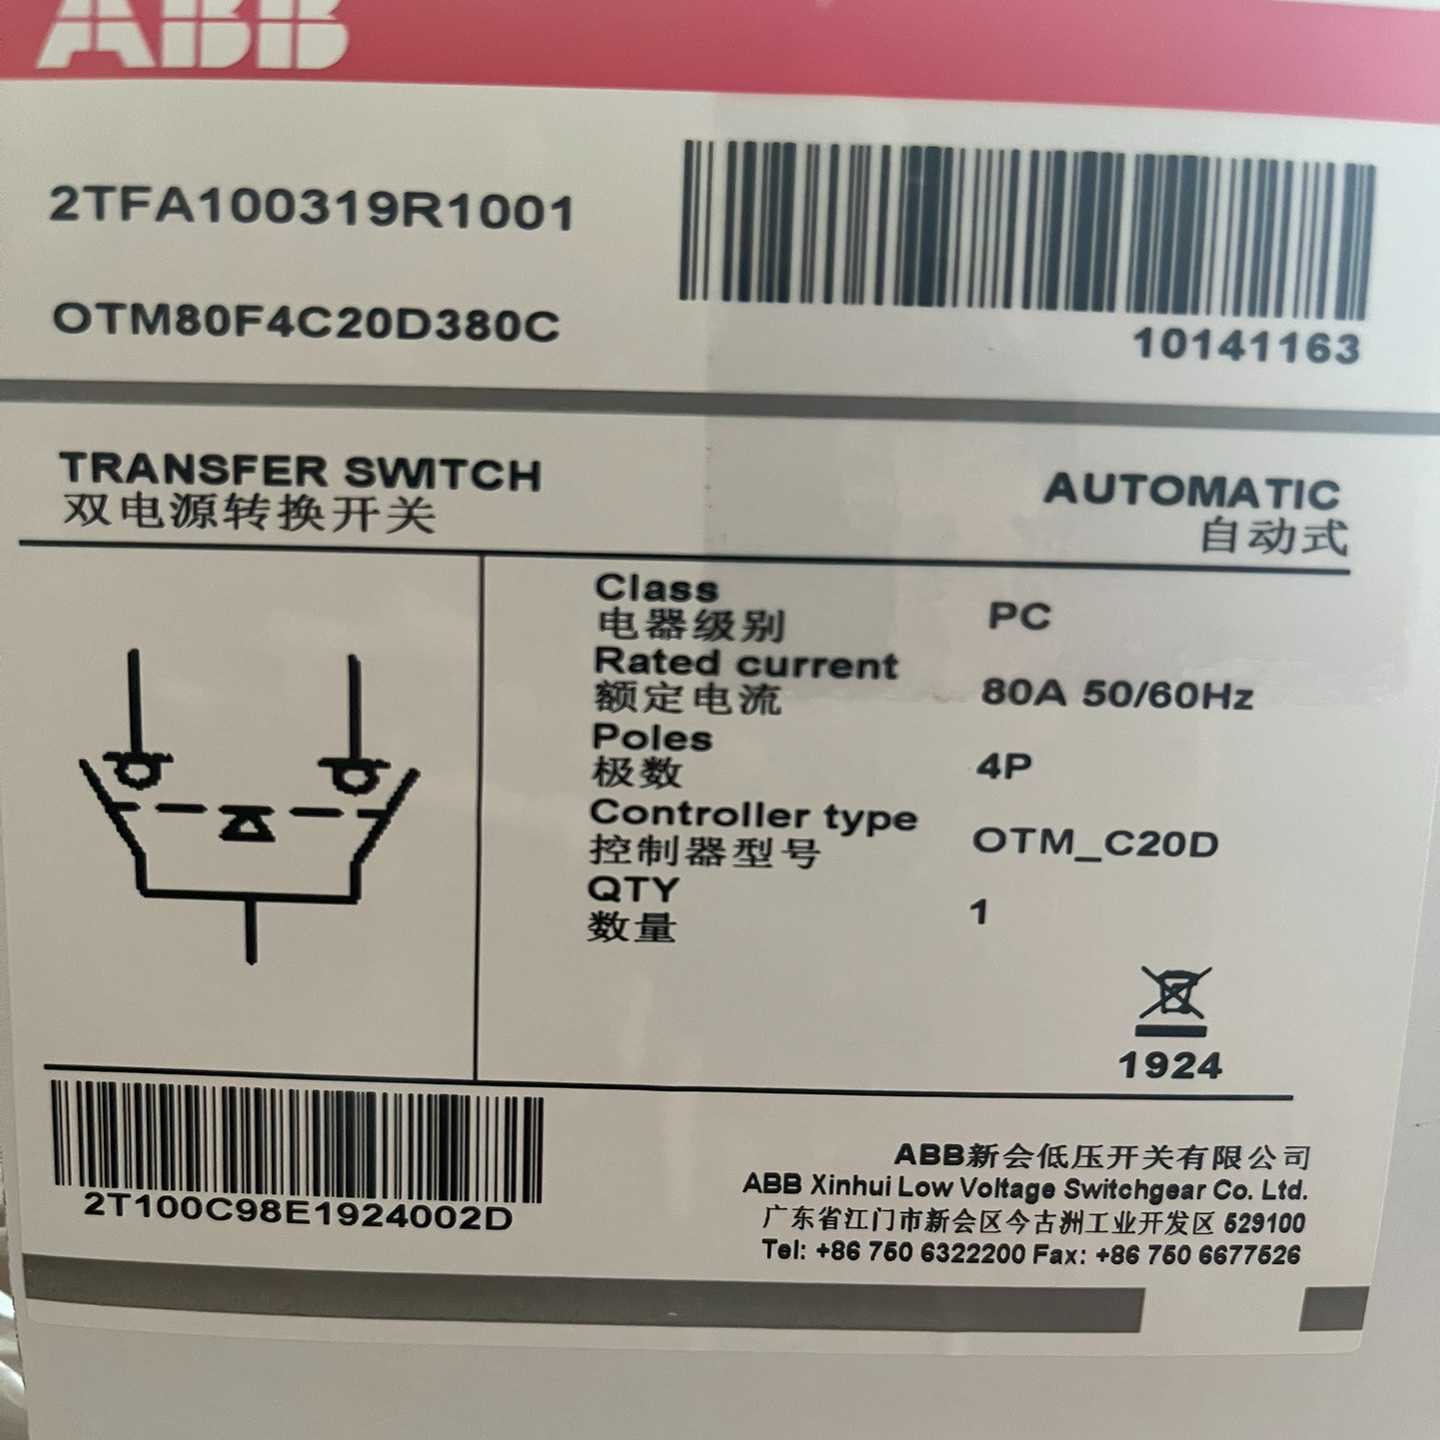 ABB
2TFA100319R1001
OTM80F4C20D380C
10141163
TRANSFER SWITCH
双电源转换开关
AUTOMATIC
自动式
Class
电器级别
PC
Rated current
额定电流
80A 50/60Hz
Poles
极数
4P
Controller type
控制器型号
OTM_C20D
QTY
数量
1
1924
2T100C98E1924002D
ABB新会低压开关有限公司
ABB Xinhui Low Voltage Switchgear Co. Ltd.
广东省江门市新会区今古洲工业开发区 529100
Tel: +86 750 6322200 Fax: +86 750 6677526